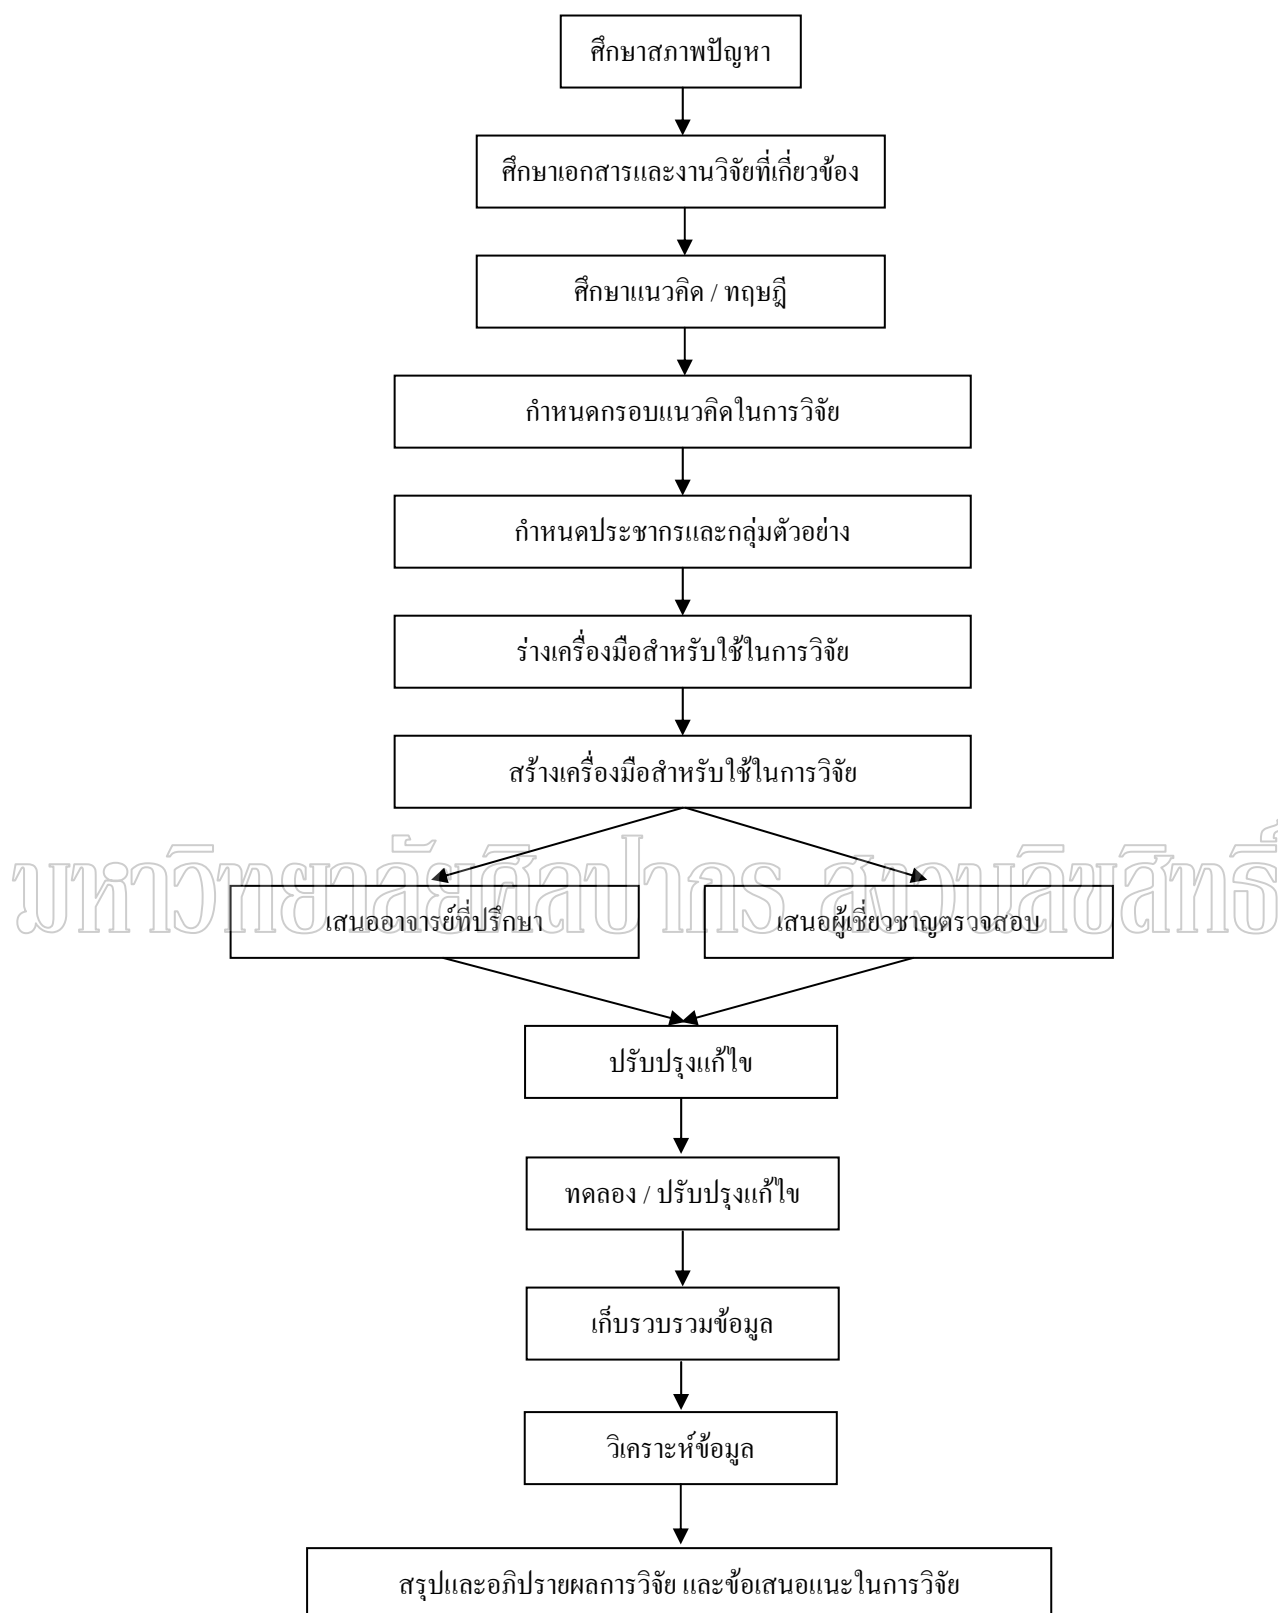 ศึกษาสภาพปัญหา
ศึกษาเอกสารและงานวิจัยที่เกี่ยวข้อง
ศึกษาแนวคิด / ทฤษฎี
กำหนดกรอบแนวคิดในการวิจัย
กำหนดประชากรและกลุ่มตัวอย่าง
ร่างเครื่องมือสำหรับใช้ในการวิจัย
สร้างเครื่องมือสำหรับใช้ในการวิจัย
มหาวิทยาลัยศิลปากร สงวนลิขสิทธิ์
เสนออาจารย์ที่ปรึกษา
เสนอผู้เชี่ยวชาญตรวจสอบ
ปรับปรุงแก้ไข
ทดลอง / ปรับปรุงแก้ไข
เก็บรวบรวมข้อมูล
วิเคราะห์ข้อมูล
สรุปและอภิปรายผลการวิจัย และข้อเสนอแนะในการวิจัย